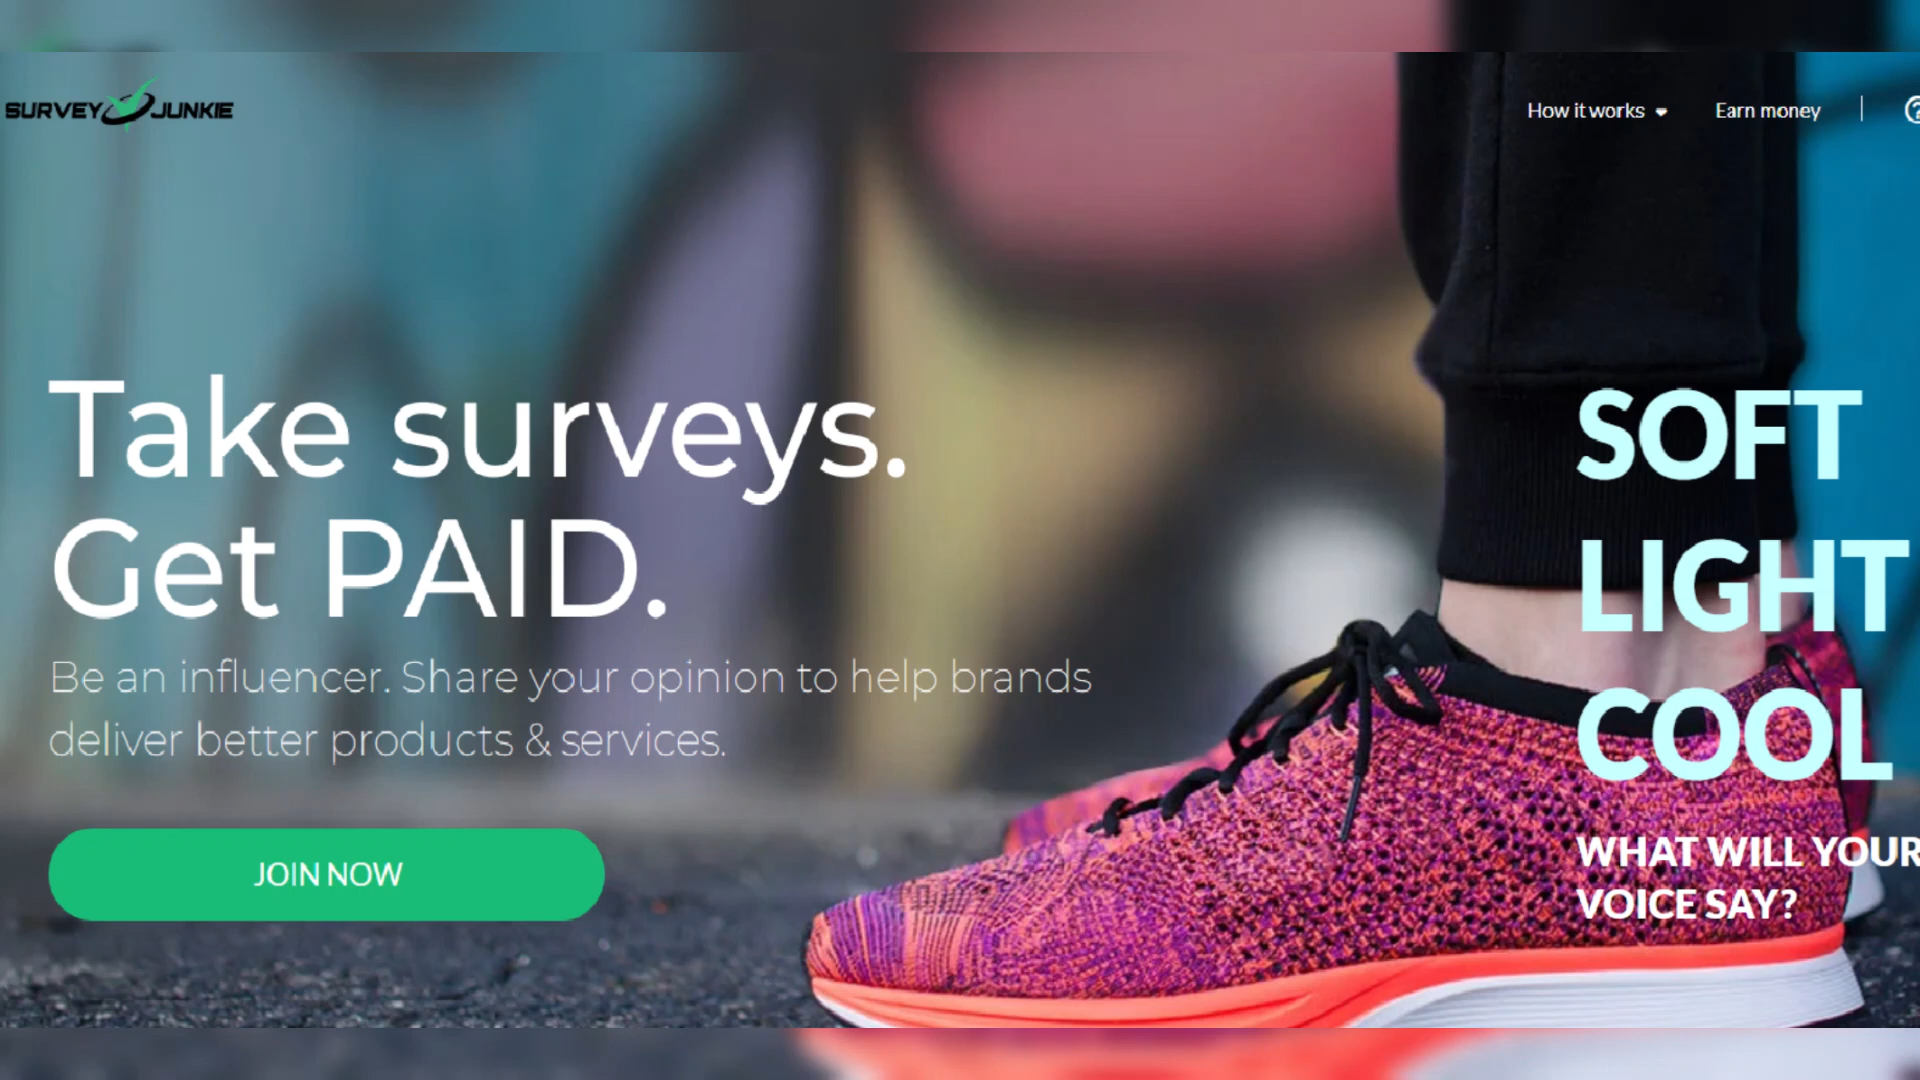 SURVEY JUNKIE
How it works
Earn money
Take surveys.
Get PAID.
Be an influencer. Share your opinion to help brands
deliver better products & services.
JOIN NOW
SOFT
LIGHT
COOL
WHAT WILL YOUR
VOICE SAY?